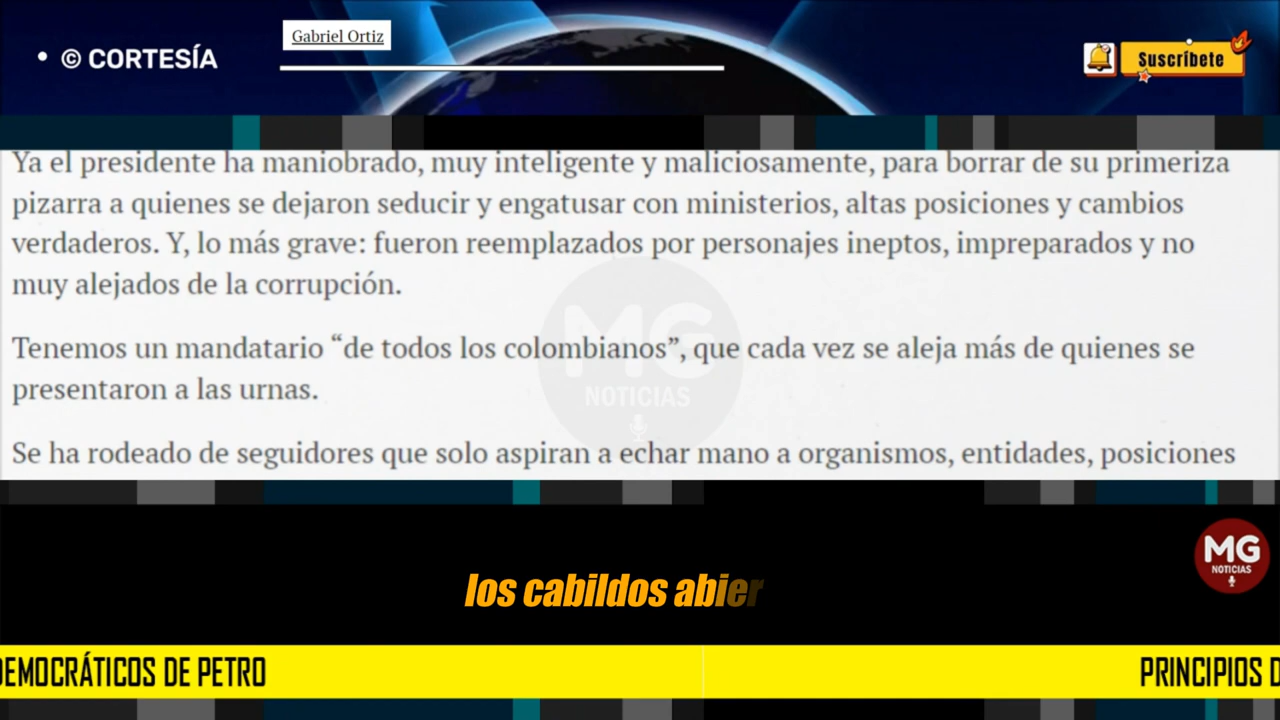 Gabriel Ortiz
• © CORTESÍA
Suscríbete
Ya el presidente ha maniobrado, muy inteligente y maliciosamente, para borrar de su primeriza
pizarra a quienes se dejaron seducir y engatusar con ministerios, altas posiciones y cambios
verdaderos. Y, lo más grave: fueron reemplazados por personajes ineptos, impreparados y no
muy alejados de la corrupción.
Tenemos un mandatario “de todos los colombianos”, que cada vez se aleja más de quienes se
presentaron a las urnas.
Se ha rodeado de seguidores que solo aspiran a echar mano a organismos, entidades, posiciones
MG
NOTICIAS
MG
NOTICIAS
los cabildos abier
DEMOCRÁTICOS DE PETRO
PRINCIPIOS D